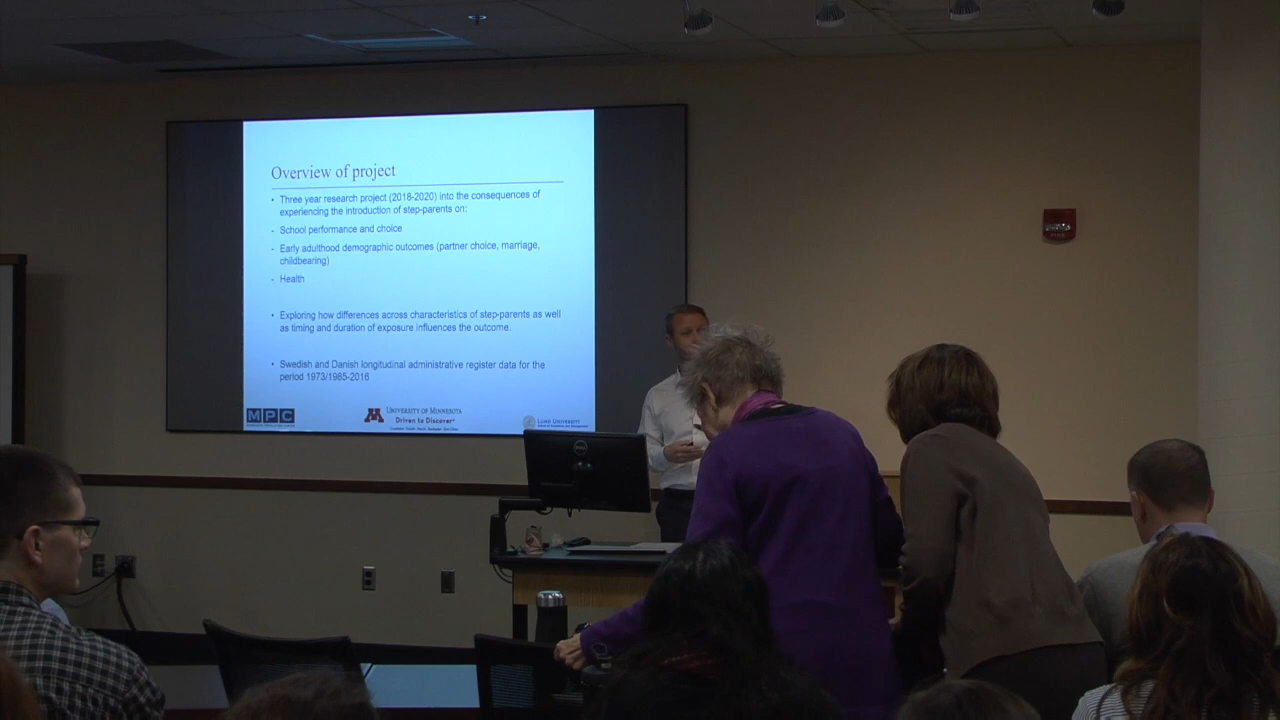 Overview of project
• Three year research project (2018-2020) into the consequences of
experiencing the introduction of step-parents on:
- School performance and choice
- Early adulthood demographic outcomes (partner choice, marriage,
childbearing)
- Health
• Exploring how differences across characteristics of step-parents as well
as timing and duration of exposure influences the outcome.
• Swedish and Danish longitudinal administrative register data for the
period 1973/1985-2016
MPC
UNIVERSITY OF MINNESOTA
Driven to Discover
LUND UNIVERSITY
DELL
FIRE